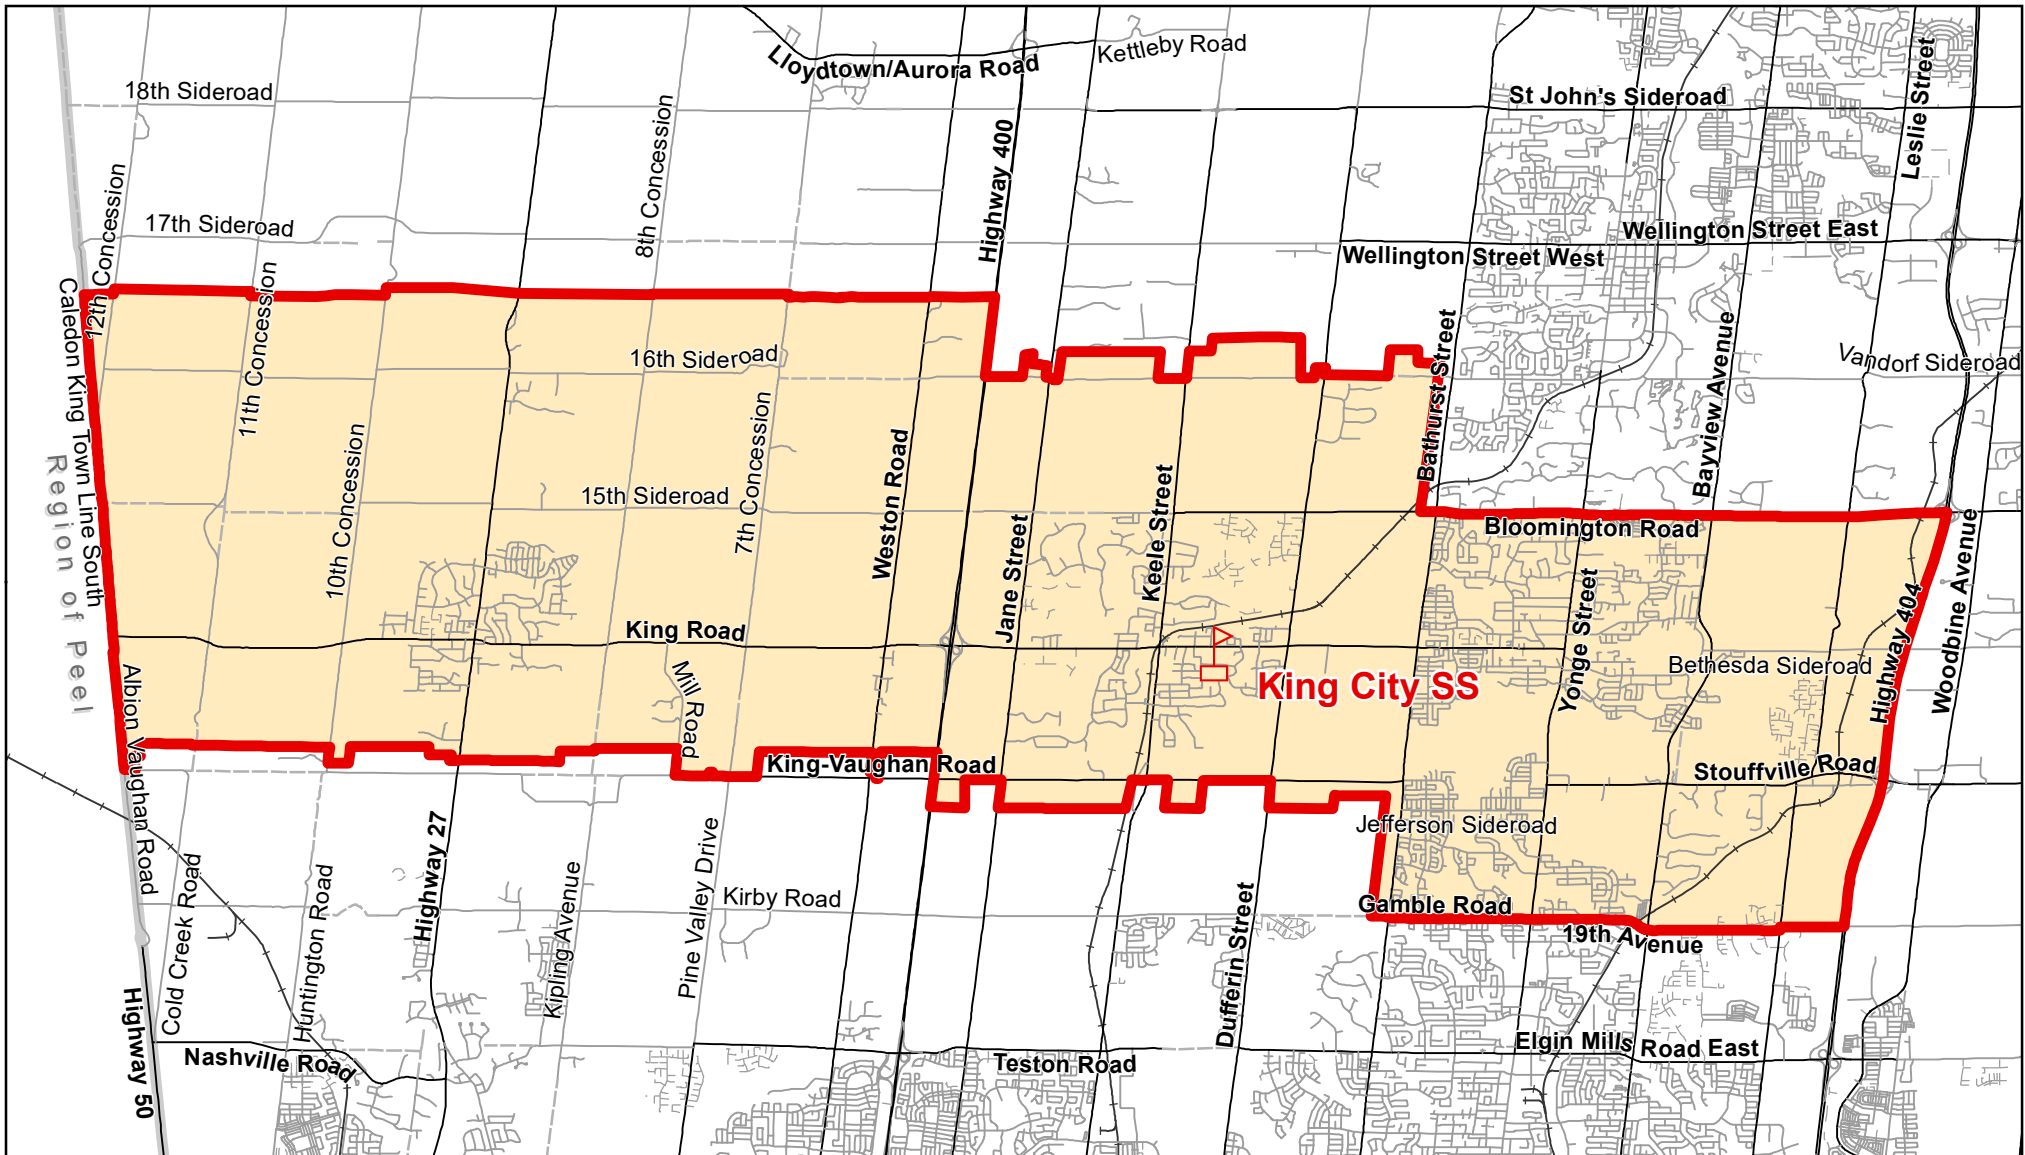 Lloydtown/Aurora Road
Kettleby Road
Leslie Street
18th Sideroad
St John's Sideroad
8th Concession
Highway 400
12th Concession
17th Sideroad
Wellington Street East
Wellington Street West
11th Concession
Caledon King Town Line South
16th Sideroad
Bathurst Street
Bayview Avenue
Vandorf Sideroad
7th Concession
Weston Road
10th Concession
15th Sideroad
Keele Street
Bloomington Road
Jane Street
Region of Peel
Woodbine Avenue
Yonge Street
Highway 404
King Road
Bethesda Sideroad
King City SS
Mill Road
Albion Vaughan Road
King-Vaughan Road
Stouffville Road
Jefferson Sideroad
Highway 27
Pine Valley Drive
Cold Creek Road
Huntington Road
Kipling Avenue
Kirby Road
Dufferin Street
Gamble Road
19th Avenue
Highway 50
Nashville Road
Teston Road
Elgin Mills Road East